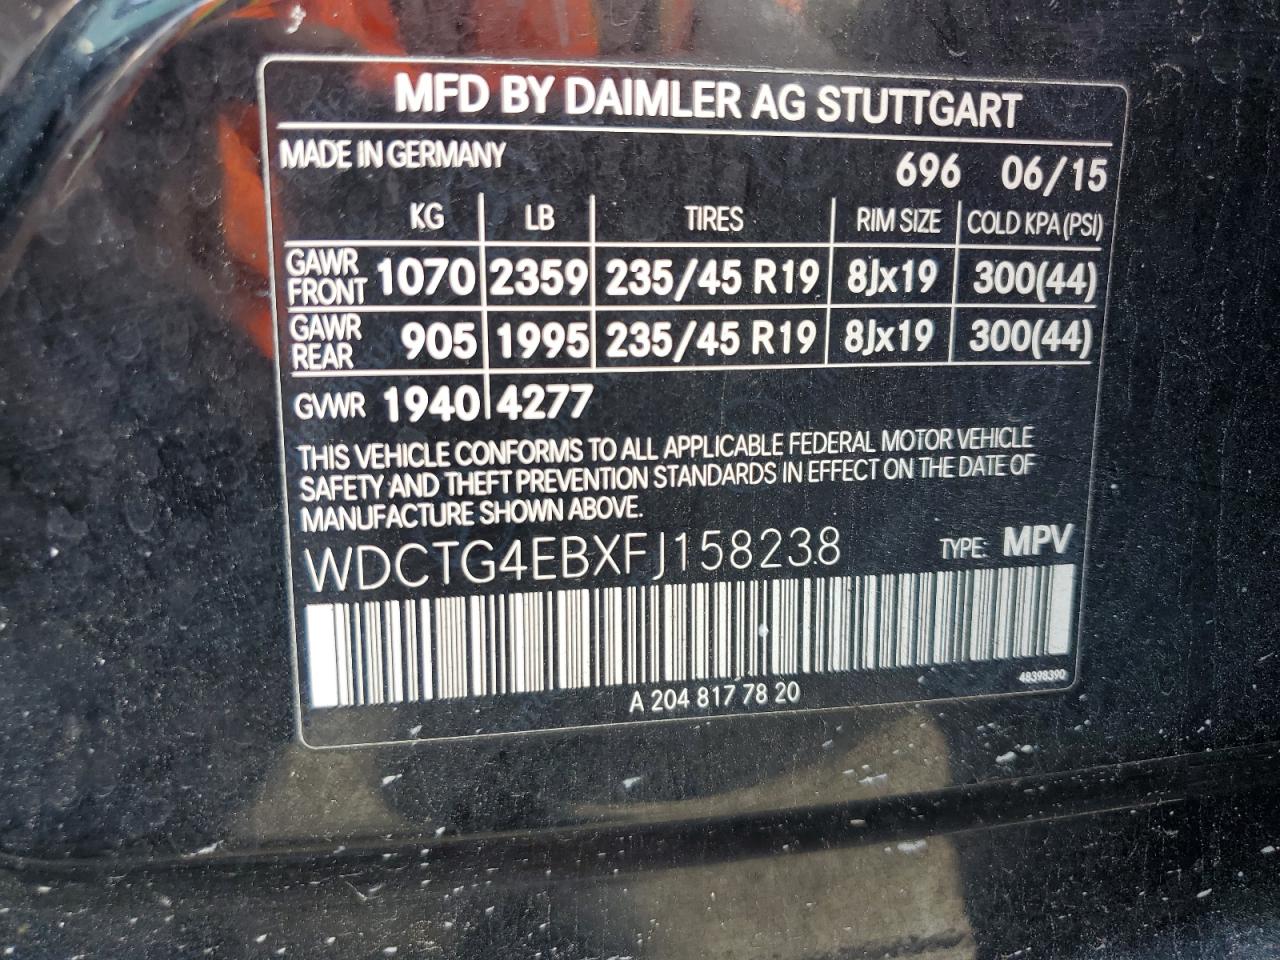 MFD BY DAIMLER AG STUTTGART
MADE IN GERMANY 696 06/15
KG LB TIRES RIM SIZE COLD KPA (PSI)
GAWR FRONT 1070 2359 235/45 R19 8Jx19 300(44)
GAWR REAR 905 1995 235/45 R19 8Jx19 300(44)
GVWR 1940 4277
THIS VEHICLE CONFORMS TO ALL APPLICABLE FEDERAL MOTOR VEHICLE
SAFETY AND THEFT PREVENTION STANDARDS IN EFFECT ON THE DATE OF
MANUFACTURE SHOWN ABOVE.
WDCTG4EBXFJ158238 TYPE: MPV
48398390
A 204 817 78 20